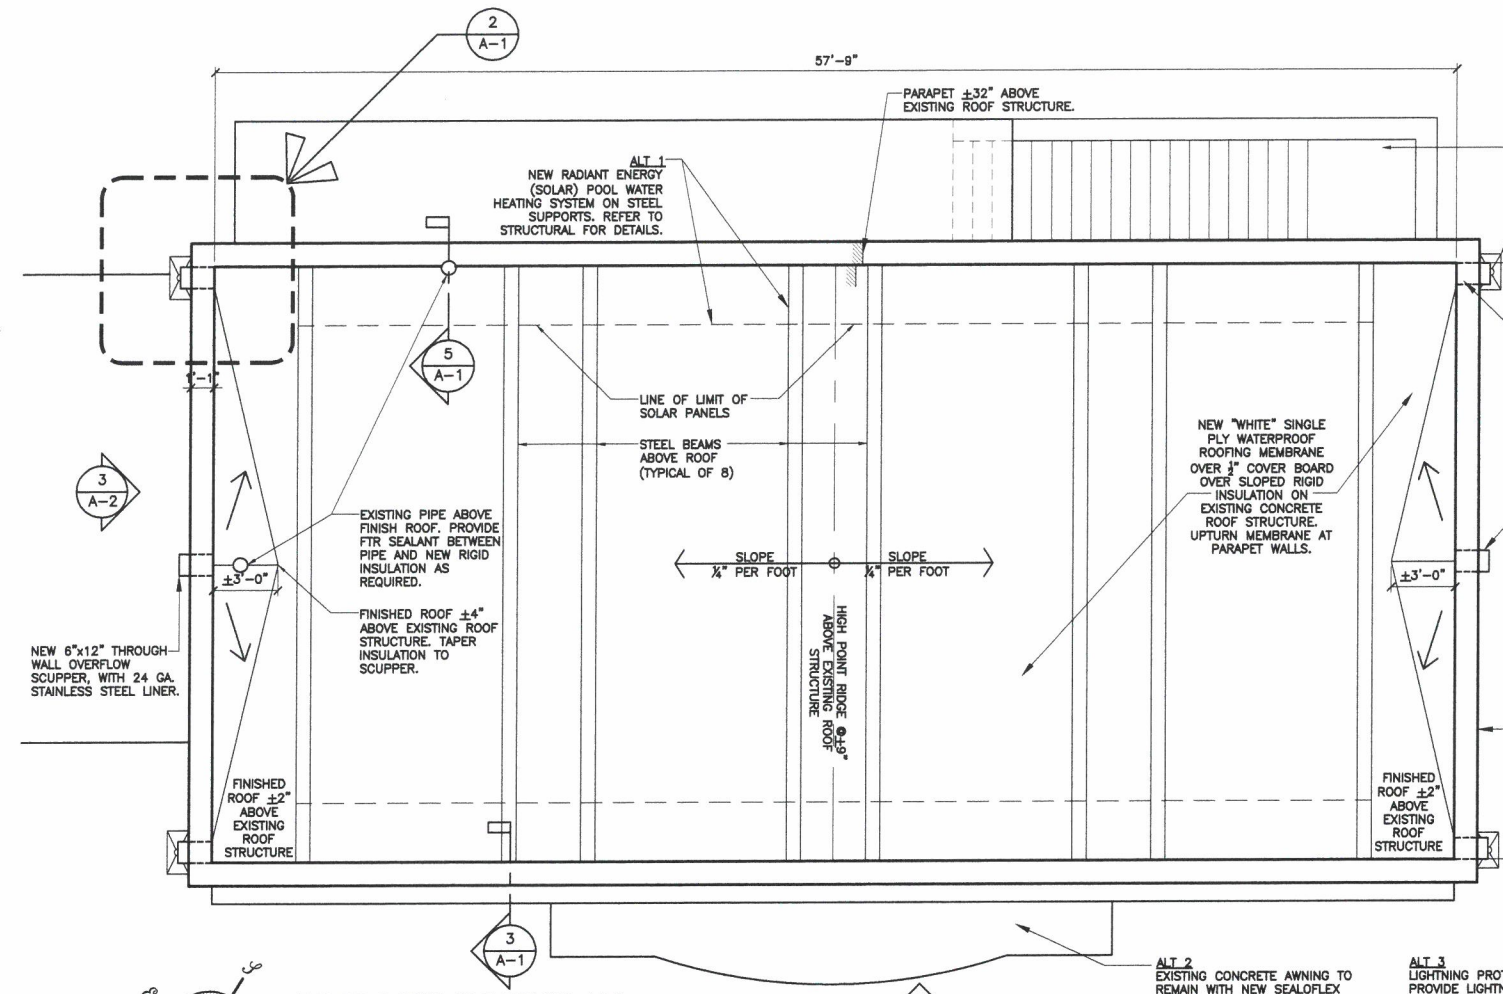 2
A-1
57'-9"
PARAPET ±32" ABOVE
EXISTING ROOF STRUCTURE.
ALT 1
NEW RADIANT ENERGY
(SOLAR) POOL WATER
HEATING SYSTEM ON STEEL
SUPPORTS. REFER TO
STRUCTURAL FOR DETAILS.
5
A-1
1'-1"
LINE OF LIMIT OF
SOLAR PANELS
STEEL BEAMS
ABOVE ROOF
(TYPICAL OF 8)
NEW "WHITE" SINGLE
PLY WATERPROOF
ROOFING MEMBRANE
OVER ½" COVER BOARD
OVER SLOPED RIGID
INSULATION ON
EXISTING CONCRETE
ROOF STRUCTURE.
UPTURN MEMBRANE AT
PARAPET WALLS.
3
A-2
EXISTING PIPE ABOVE
FINISH ROOF. PROVIDE
FTR SEALANT BETWEEN
PIPE AND NEW RIGID
INSULATION AS
REQUIRED.
SLOPE
¼" PER FOOT
SLOPE
¼" PER FOOT
±3'-0"
±3'-0"
FINISHED ROOF ±4"
ABOVE EXISTING ROOF
STRUCTURE. TAPER
INSULATION TO
SCUPPER.
HIGH POINT RIDGE @±9"
ABOVE EXISTING ROOF
STRUCTURE
NEW 6"x12" THROUGH
WALL OVERFLOW
SCUPPER, WITH 24 GA.
STAINLESS STEEL LINER.
FINISHED
ROOF ±2"
ABOVE
EXISTING
ROOF
STRUCTURE
FINISHED
ROOF ±2"
ABOVE
EXISTING
ROOF
STRUCTURE
3
A-1
ALT 2
EXISTING CONCRETE AWNING TO
REMAIN WITH NEW SEALOFLEX
ALT 3
LIGHTNING PROT
PROVIDE LIGHTN